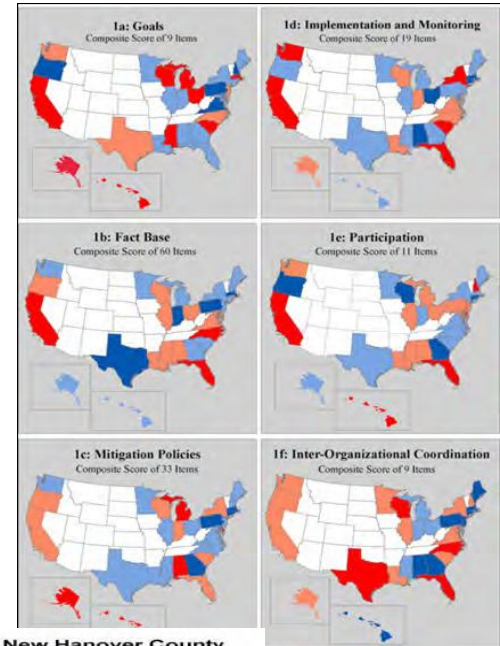 1a: Goals
Composite Score of 9 Items
1d: Implementation and Monitoring
Composite Score of 19 Items
1b: Fact Base
Composite Score of 60 Items
1e: Participation
Composite Score of 11 Items
1c: Mitigation Policies
Composite Score of 33 Items
1f: Inter-Organizational Coordination
Composite Score of 9 Items
New Hanover County